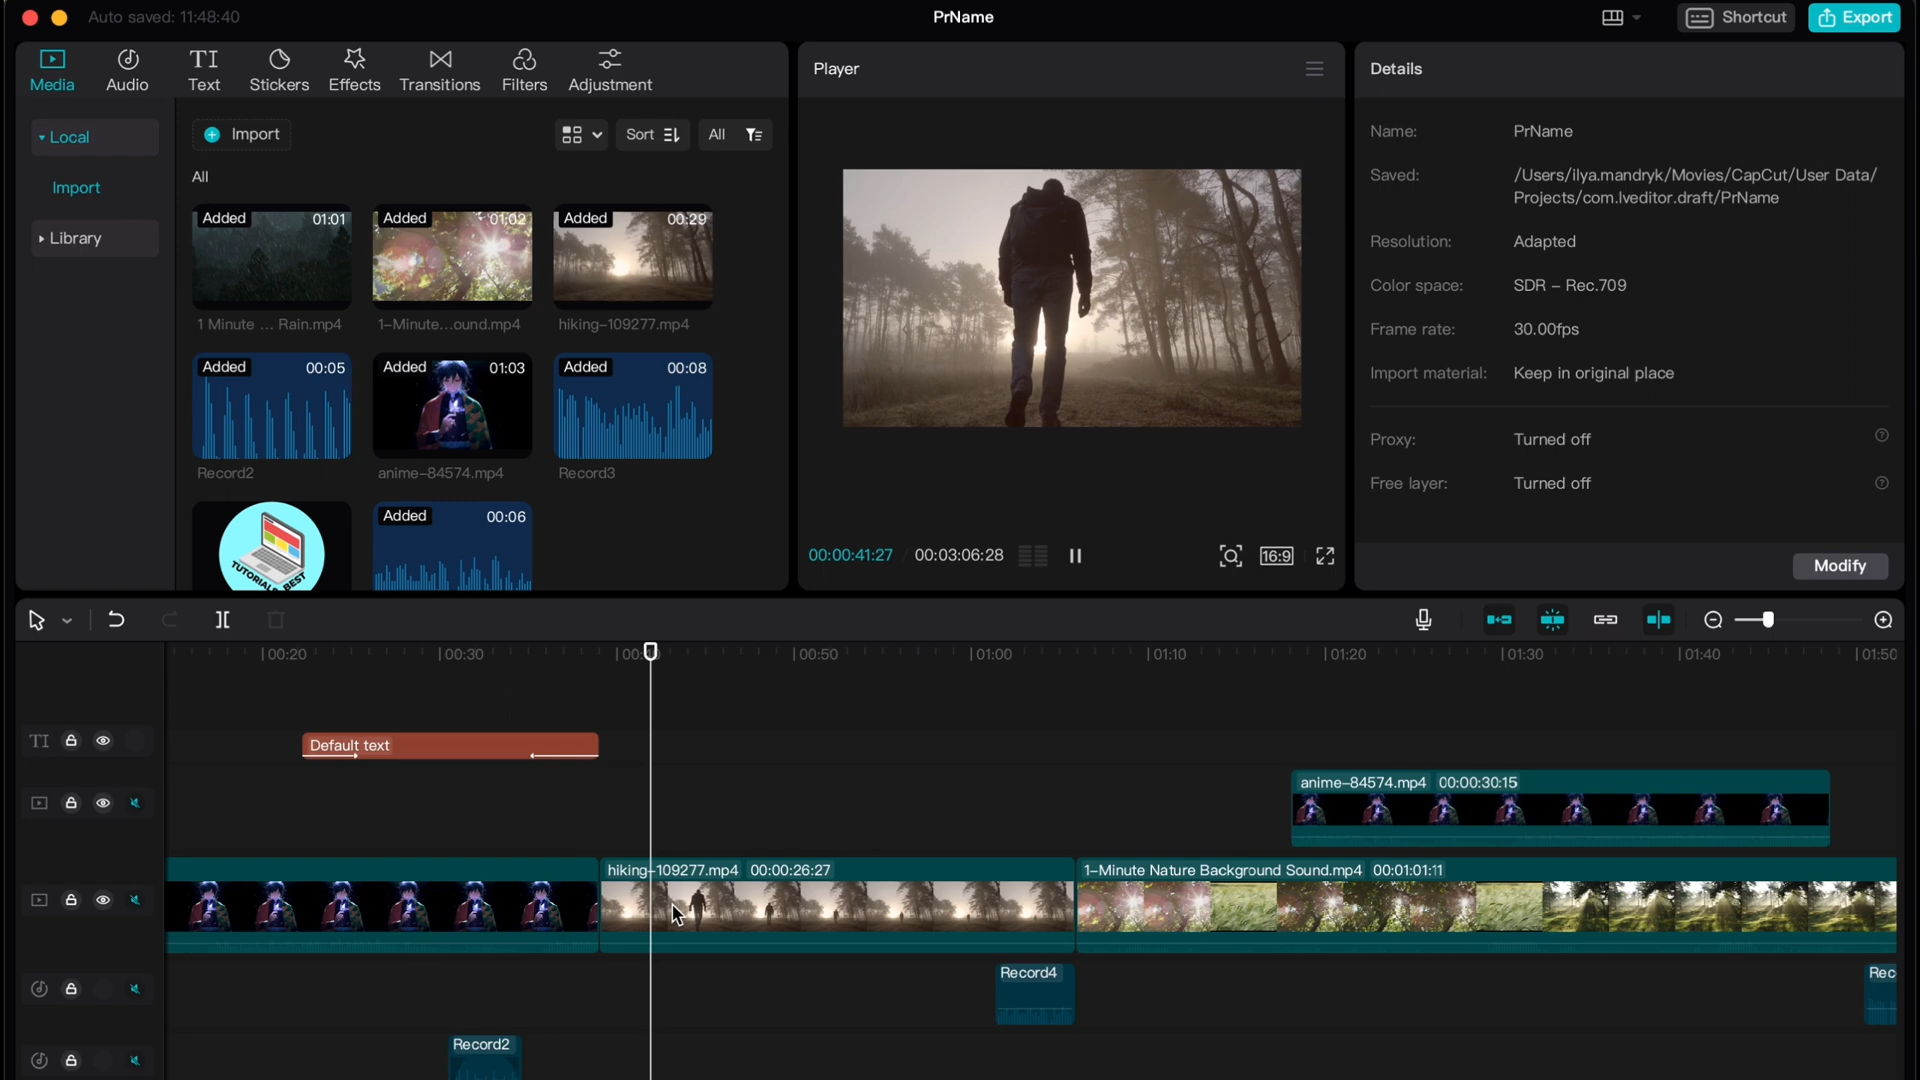 Auto saved: 11:48:40
PrName
Shortcut
Export
Media
Audio
TI
Text
Stickers
Effects
Transitions
Filters
Adjustment
Player
Details
Local
Import
Library
Import
Sort
All
All
Added 01:01
1 Minute ... Rain.mp4
Added 01:02
1-Minute...ound.mp4
Added 00:29
hiking-109277.mp4
Added 00:05
Record2
Added 01:03
anime-84574.mp4
Added 00:08
Record3
TUTORIALS BEST
Added 00:06
00:00:41:27 / 00:03:06:28
16:9
Name: PrName
Saved: /Users/ilya.mandryk/Movies/CapCut/User Data/
Projects/com.lveditor.draft/PrName
Resolution: Adapted
Color space: SDR – Rec.709
Frame rate: 30.00fps
Import material: Keep in original place
Proxy: Turned off
Free layer: Turned off
Modify
00:20 00:30 00:50 01:00 01:10 01:20 01:30 01:40 01:50
TI
Default text
anime-84574.mp4 00:00:30:15
hiking-109277.mp4 00:00:26:27
1-Minute Nature Background Sound.mp4 00:01:01:11
Record4
Rec
Record2